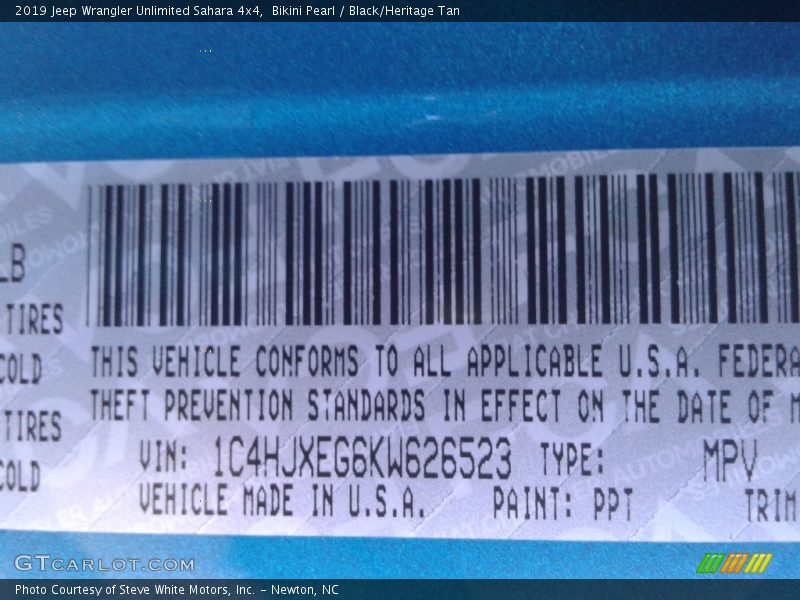 2019 Jeep Wrangler Unlimited Sahara 4x4,  Bikini Pearl / Black/Heritage Tan
LB
TIRES
COLD
TIRES
COLD
THIS VEHICLE CONFORMS TO ALL APPLICABLE U.S.A. FEDERA
THEFT PREVENTION STANDARDS IN EFFECT ON THE DATE OF M
VIN: 1C4HJXEG6KW626523 TYPE: MPV
VEHICLE MADE IN U.S.A. PAINT: PPT TRIM
GTCARLOT.COM
Photo Courtesy of Steve White Motors, Inc. – Newton, NC